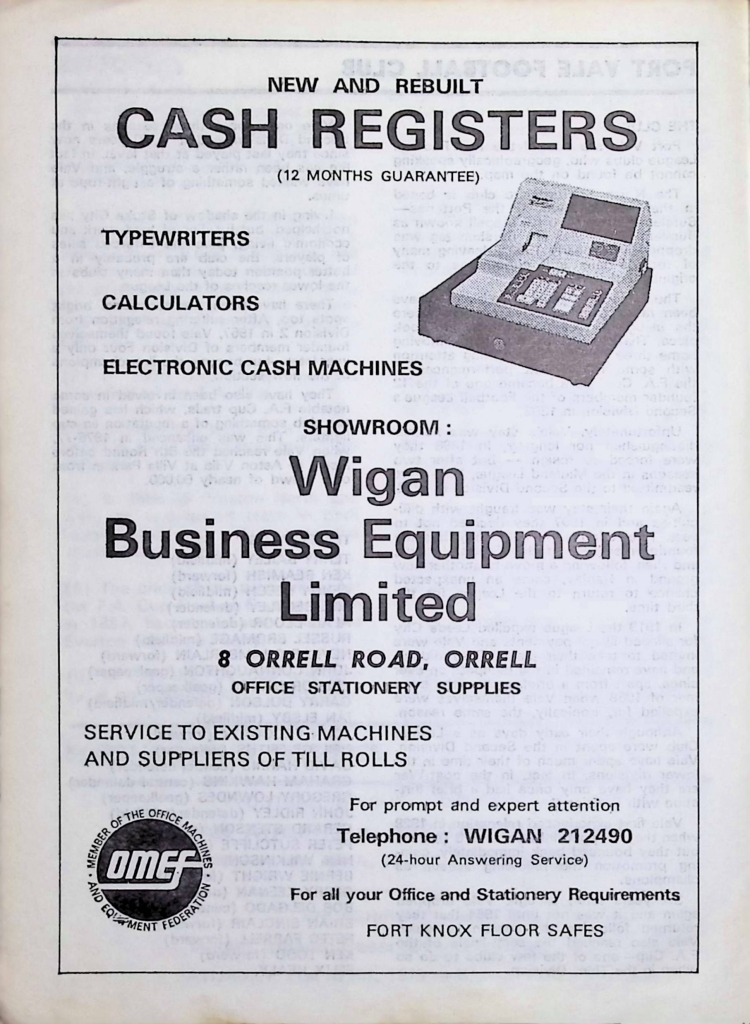 NEW AND REBUILT
CASH REGISTERS
(12 MONTHS GUARANTEE)
TYPEWRITERS
CALCULATORS
ELECTRONIC CASH MACHINES
SHOWROOM :
Wigan
Business Equipment
Limited
8 ORRELL ROAD, ORRELL
OFFICE STATIONERY SUPPLIES
SERVICE TO EXISTING MACHINES
AND SUPPLIERS OF TILL ROLLS
For prompt and expert attention
Telephone : WIGAN 212490
(24-hour Answering Service)
For all your Office and Stationery Requirements
FORT KNOX FLOOR SAFES
MEMBER OF THE OFFICE MACHINES
AND EQUIPMENT FEDERATION
OMEF